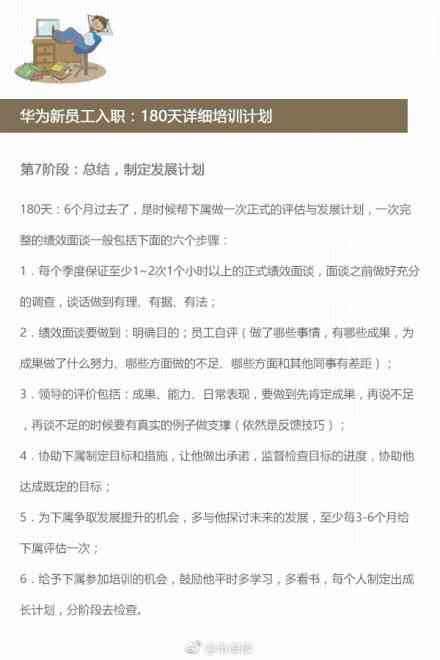 华为新员工入职：180天详细培训计划
第7阶段：总结，制定发展计划
180天：6个月过去了，是时候帮下属做一次正式的评估与发展计划，一次完
整的绩效面谈一般包括下面的六个步骤：
1．每个季度保证至少1~2次1个小时以上的正式绩效面谈，面谈之前做好充分
的调查，谈话做到有理、有据、有法；
2．绩效面谈要做到：明确目的；员工自评（做了哪些事情，有哪些成果，为
成果做了什么努力、哪些方面做的不足、哪些方面和其他同事有差距）；
3．领导的评价包括：成果、能力、日常表现，要做到先肯定成果，再说不足
，再谈不足的时候要有真实的例子做支撑（依然是反馈技巧）；
4．协助下属制定目标和措施，让他做出承诺，监督检查目标的进度，协助他
达成既定的目标；
5．为下属争取发展提升的机会，多与他探讨未来的发展，至少每3-6个月给
下属评估一次；
6．给予下属参加培训的机会，鼓励他平时多学习，多看书，每个人制定出成
长计划，分阶段去检查。